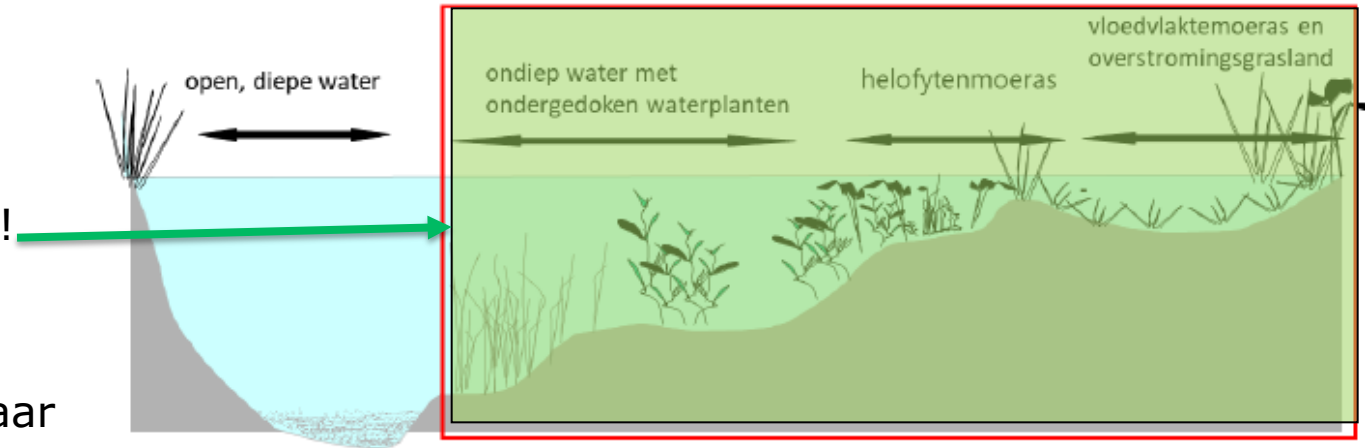 vloedvlaktemoeras en
overstromingsgrasland
open, diepe water
ondiep water met
ondergedoken waterplanten
helofytenmoeras
!
aar